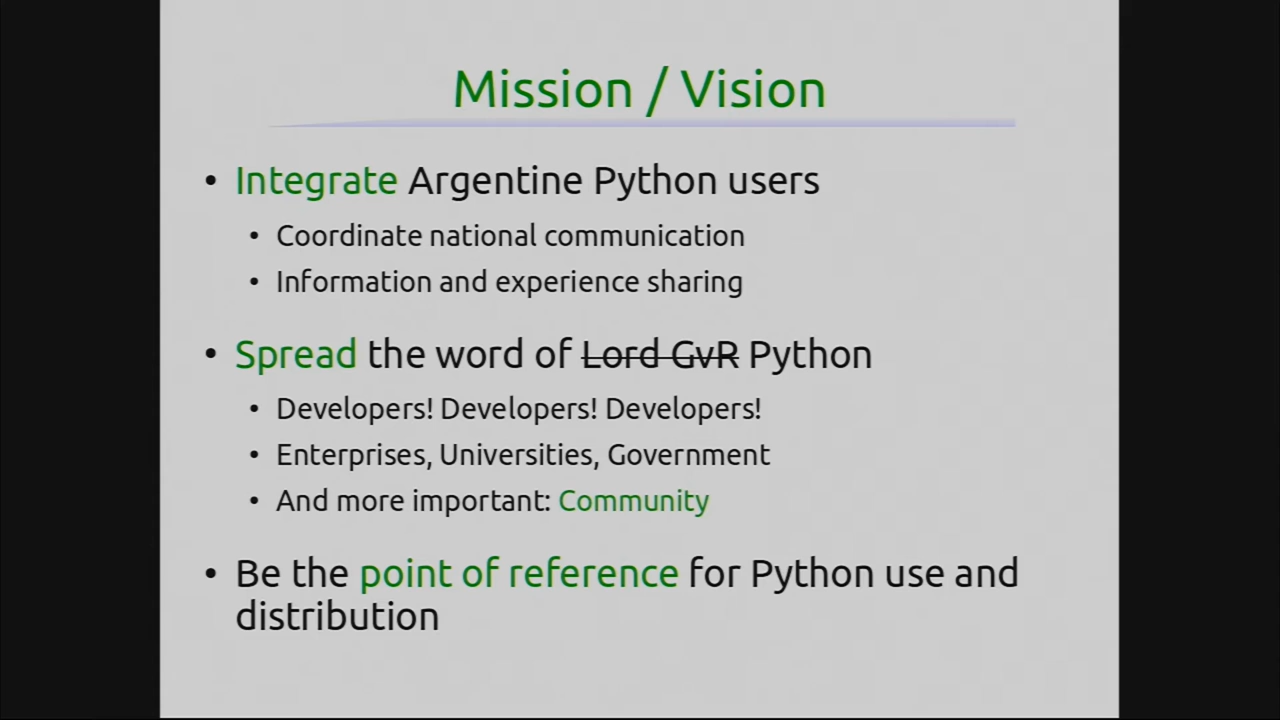 Mission / Vision
• Integrate Argentine Python users
• Coordinate national communication
• Information and experience sharing
• Spread the word of Lord GvR Python
• Developers! Developers! Developers!
• Enterprises, Universities, Government
• And more important: Community
• Be the point of reference for Python use and
distribution